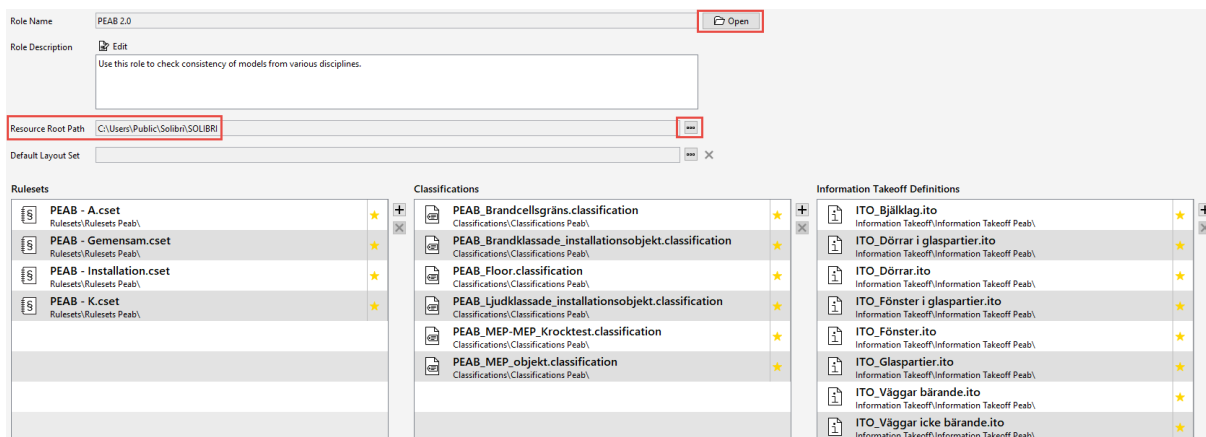 Role Name
PEAB 2.0
Open
Role Description
Edit
Use this role to check consistency of models from various disciplines.
Resource Root Path
C:\Users\Public\Solibri\SOLIBRI
Default Layout Set
Rulesets
PEAB - A.cset
Rulesets\Rulesets Peab\
PEAB - Gemensam.cset
Rulesets\Rulesets Peab\
PEAB - Installation.cset
Rulesets\Rulesets Peab\
PEAB - K.cset
Rulesets\Rulesets Peab\
Classifications
PEAB_Brandcellsgräns.classification
Classifications\Classifications Peab\
PEAB_Brandklassade_installationsobjekt.classification
Classifications\Classifications Peab\
PEAB_Floor.classification
Classifications\Classifications Peab\
PEAB_Ljudklassade_installationsobjekt.classification
Classifications\Classifications Peab\
PEAB_MEP-MEP_Krocktest.classification
Classifications\Classifications Peab\
PEAB_MEP_objekt.classification
Classifications\Classifications Peab\
Information Takeoff Definitions
ITO_Bjälklag.ito
Information Takeoff\Information Takeoff Peab\
ITO_Dörrar i glaspartier.ito
Information Takeoff\Information Takeoff Peab\
ITO_Dörrar.ito
Information Takeoff\Information Takeoff Peab\
ITO_Fönster i glaspartier.ito
Information Takeoff\Information Takeoff Peab\
ITO_Fönster.ito
Information Takeoff\Information Takeoff Peab\
ITO_Glaspartier.ito
Information Takeoff\Information Takeoff Peab\
ITO_Väggar bärande.ito
Information Takeoff\Information Takeoff Peab\
ITO_Väggar icke bärande.ito
Information Takeoff\Information Takeoff Peab\